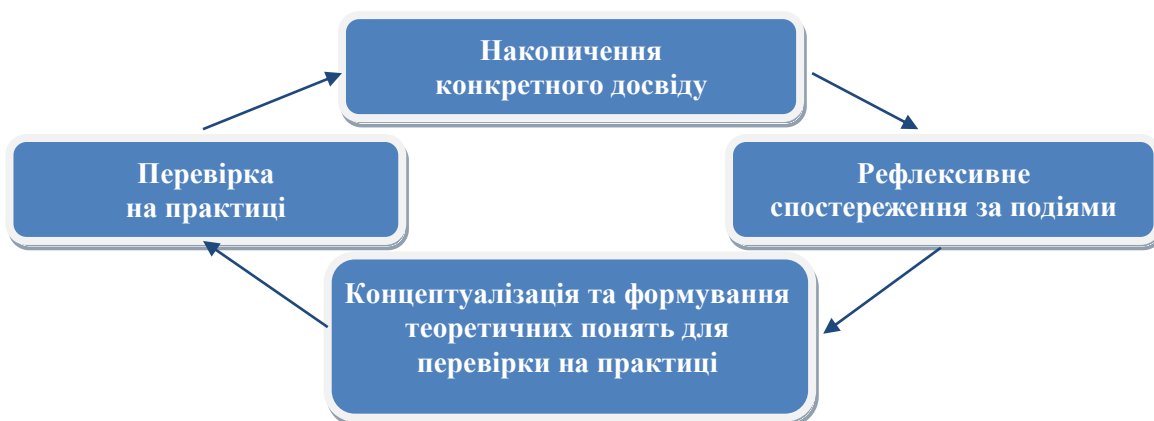 Накопичення
конкретного досвіду
Перевірка
на практиці
Рефлексивне
спостереження за подіями
Концептуалізація та формування
теоретичних понять для
перевірки на практиці